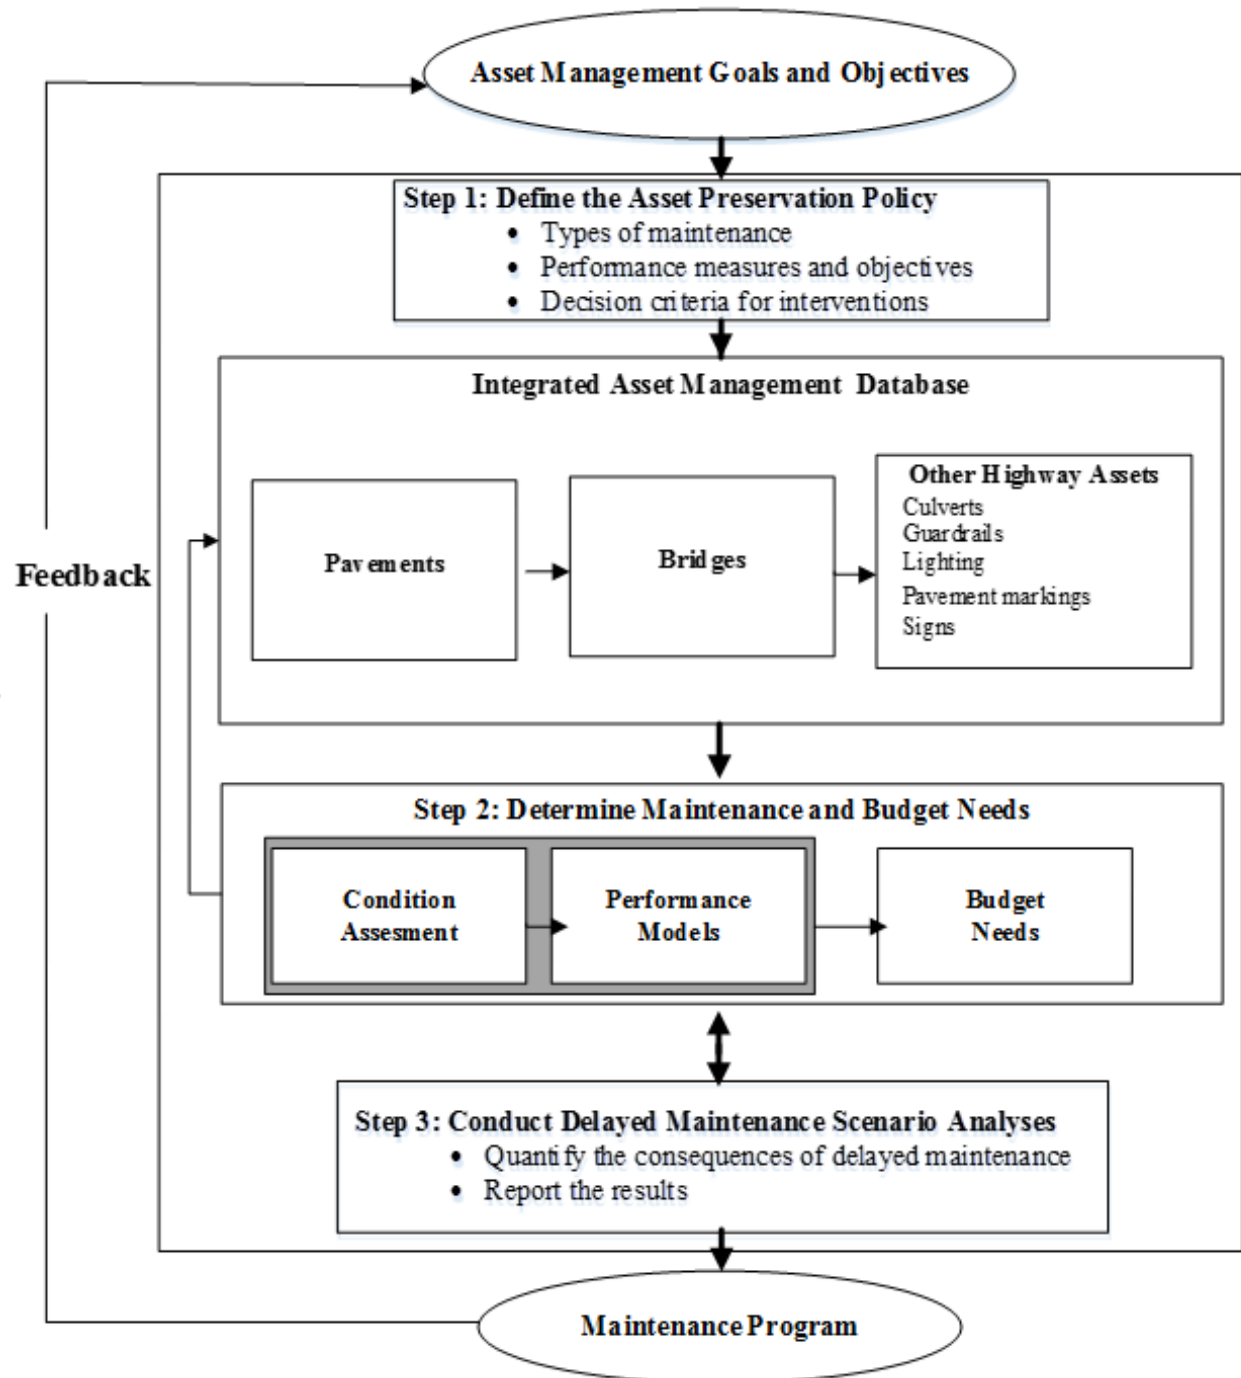 Asset Management Goals and Objectives
Step 1: Define the Asset Preservation Policy
• Types of maintenance
• Performance measures and objectives
• Decision criteria for interventions
Integrated Asset Management Database
Pavements
Bridges
Other Highway Assets
Culverts
Guardrails
Lighting
Pavement markings
Signs
Feedback
Step 2: Determine Maintenance and Budget Needs
Condition
Assesment
Performance
Models
Budget
Needs
Step 3: Conduct Delayed Maintenance Scenario Analyses
• Quantify the consequences of delayed maintenance
• Report the results
Maintenance Program